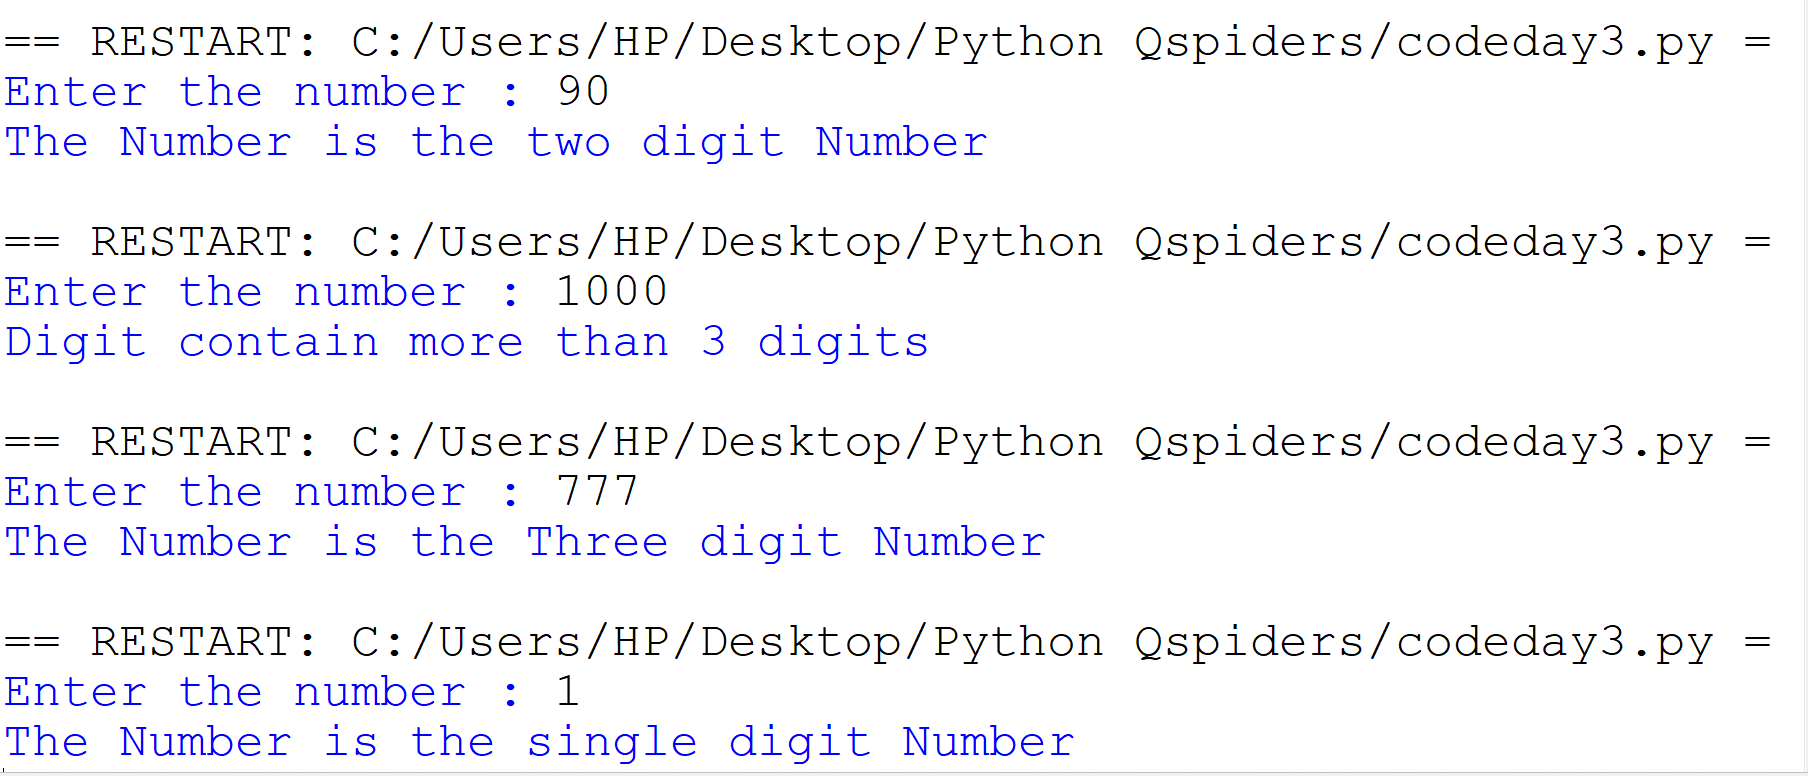 == RESTART: C:/Users/HP/Desktop/Python Qspiders/codeday3.py =
Enter the number : 90
The Number is the two digit Number
== RESTART: C:/Users/HP/Desktop/Python Qspiders/codeday3.py =
Enter the number : 1000
Digit contain more than 3 digits
== RESTART: C:/Users/HP/Desktop/Python Qspiders/codeday3.py =
Enter the number : 777
The Number is the Three digit Number
== RESTART: C:/Users/HP/Desktop/Python Qspiders/codeday3.py =
Enter the number : 1
The Number is the single digit Number